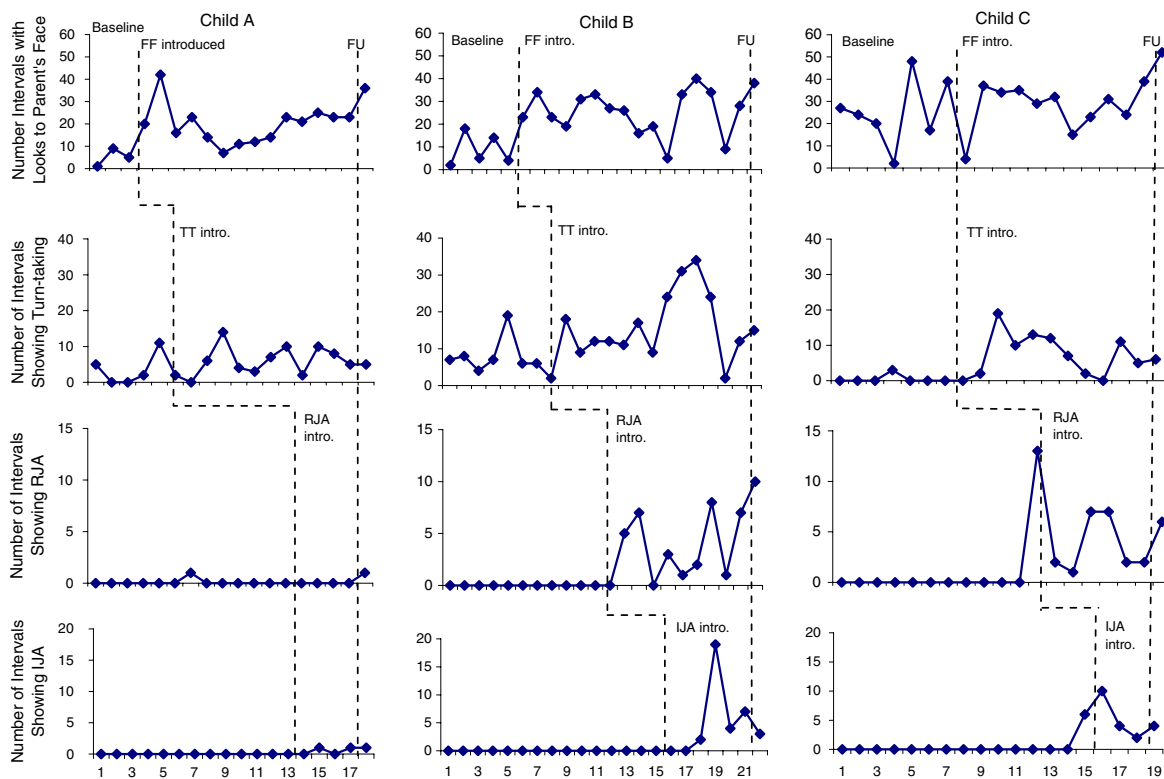 Child A
Child B
Child C
Number Intervals with
Looks to Parent's Face
60
50
40
30
20
10
0
Baseline
FF introduced
FU
60
50
40
30
20
10
0
Baseline
FF intro.
FU
60
50
40
30
20
10
0
Baseline
FF intro.
FU
Number of Intervals
Showing Turn-taking
40
30
20
10
0
TT intro.
40
30
20
10
0
TT intro.
40
30
20
10
0
TT intro.
Number of Intervals
Showing RJA
15
10
5
0
RJA
intro.
15
10
5
0
RJA
intro.
15
10
5
0
RJA
intro.
Number of Intervals
Showing IJA
20
15
10
5
0
1 3 5 7 9 11 13 15 17
20
15
10
5
0
IJA intro.
1 3 5 7 9 11 13 15 17 19 21
20
15
10
5
0
IJA
intro.
1 3 5 7 9 11 13 15 17 19